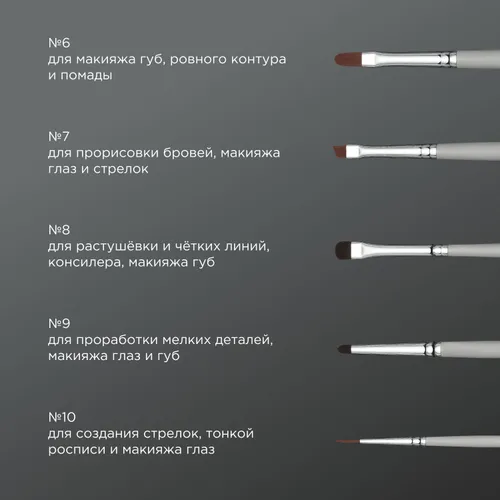 №6
для макияжа губ, ровного контура
и помады
№7
для прорисовки бровей, макияжа
глаз и стрелок
№8
для растушёвки и чётких линий,
консилера, макияжа губ
№9
для проработки мелких деталей,
макияжа глаз и губ
№10
для создания стрелок, тонкой
росписи и макияжа глаз